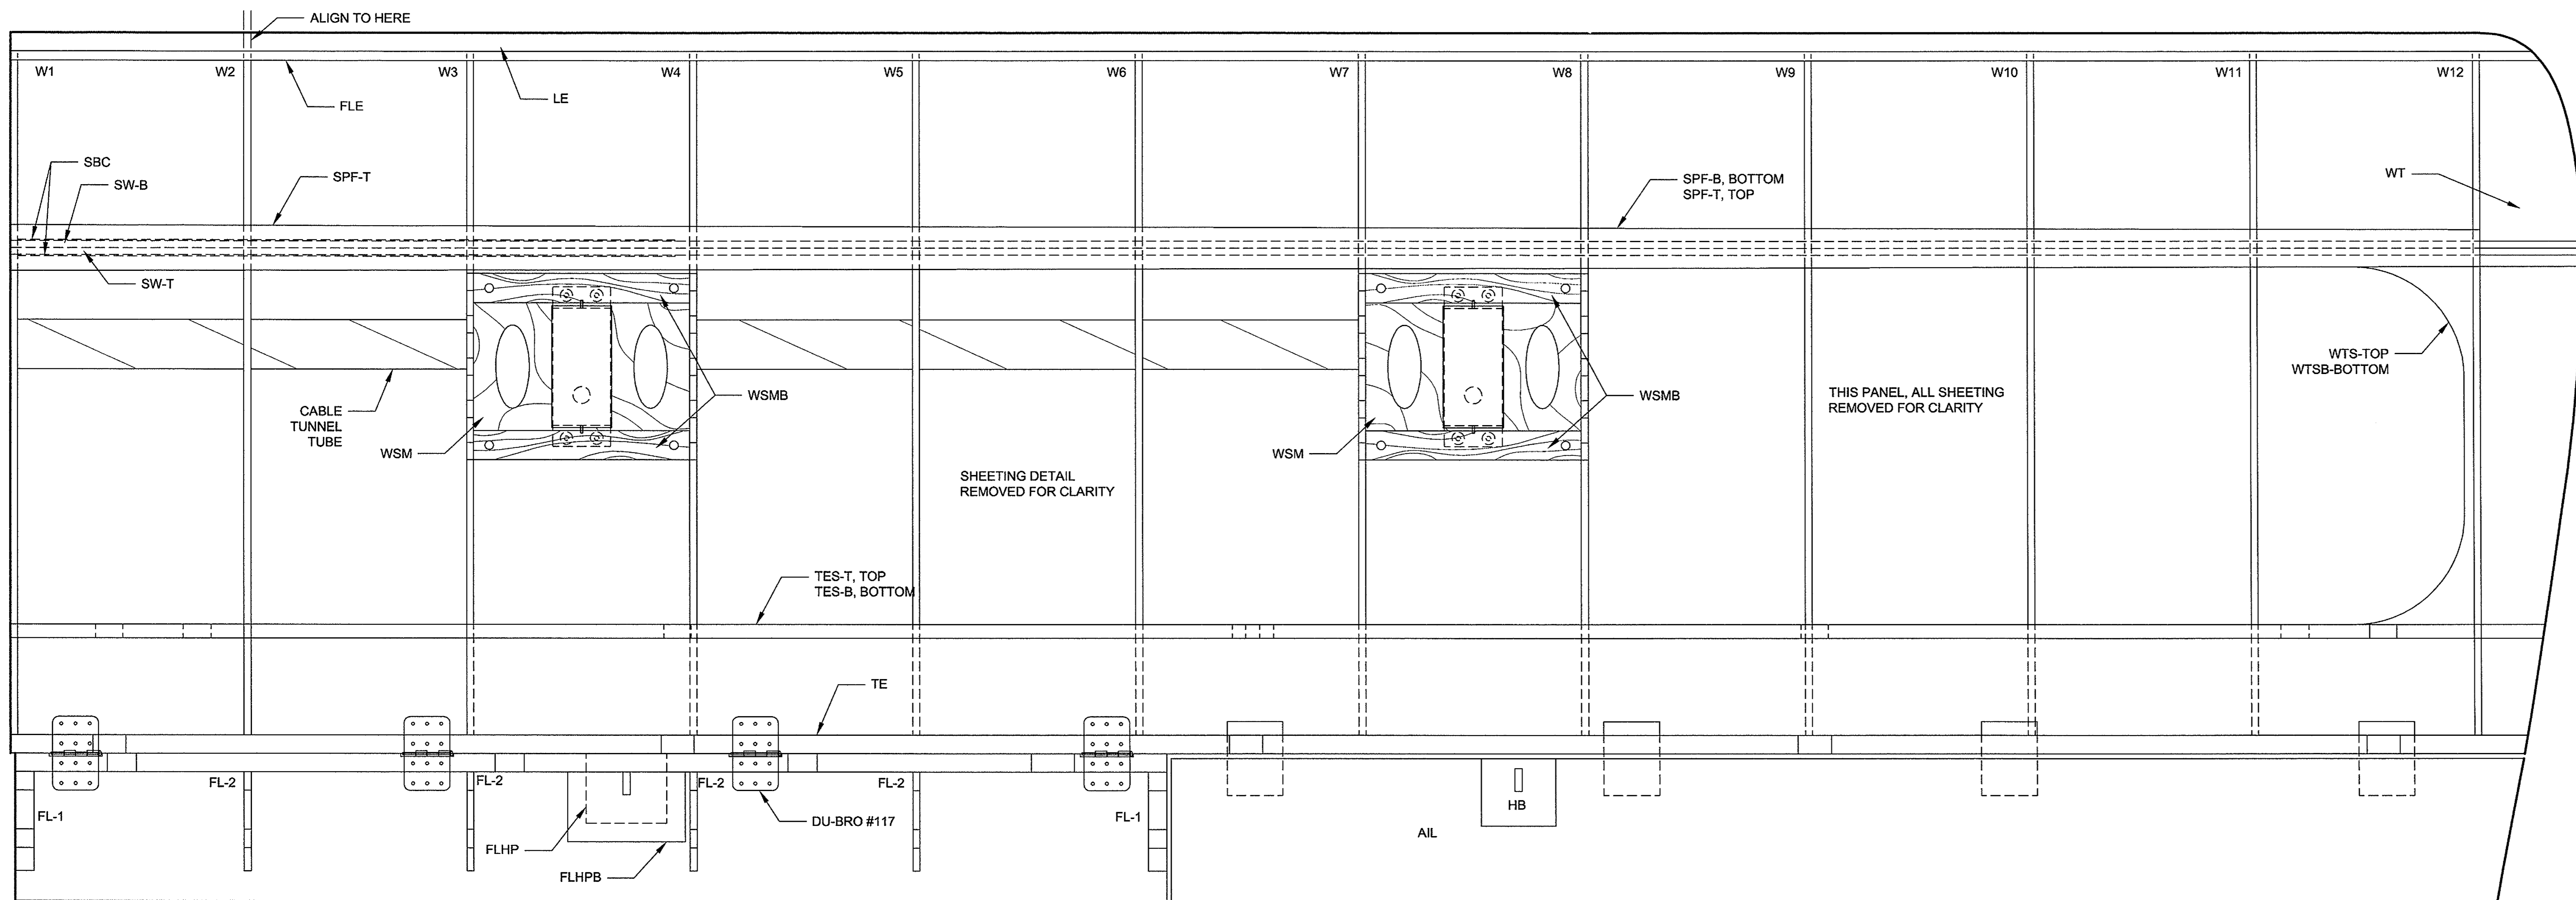 ALIGN TO HERE
W1
W2
W3
W4
W5
W6
W7
W8
W9
W10
W11
W12
FLE
LE
SBC
SW-B
SPF-T
SPF-B, BOTTOM
SPF-T, TOP
WT
SW-T
CABLE
TUNNEL
TUBE
WSM
WSMB
WSM
WSMB
THIS PANEL, ALL SHEETING
REMOVED FOR CLARITY
WTS-TOP
WTSB-BOTTOM
SHEETING DETAIL
REMOVED FOR CLARITY
TES-T, TOP
TES-B, BOTTOM
TE
FL-1
FL-2
FL-2
FL-2
FL-2
FL-1
DU-BRO #117
FLHP
FLHPB
HB
AIL